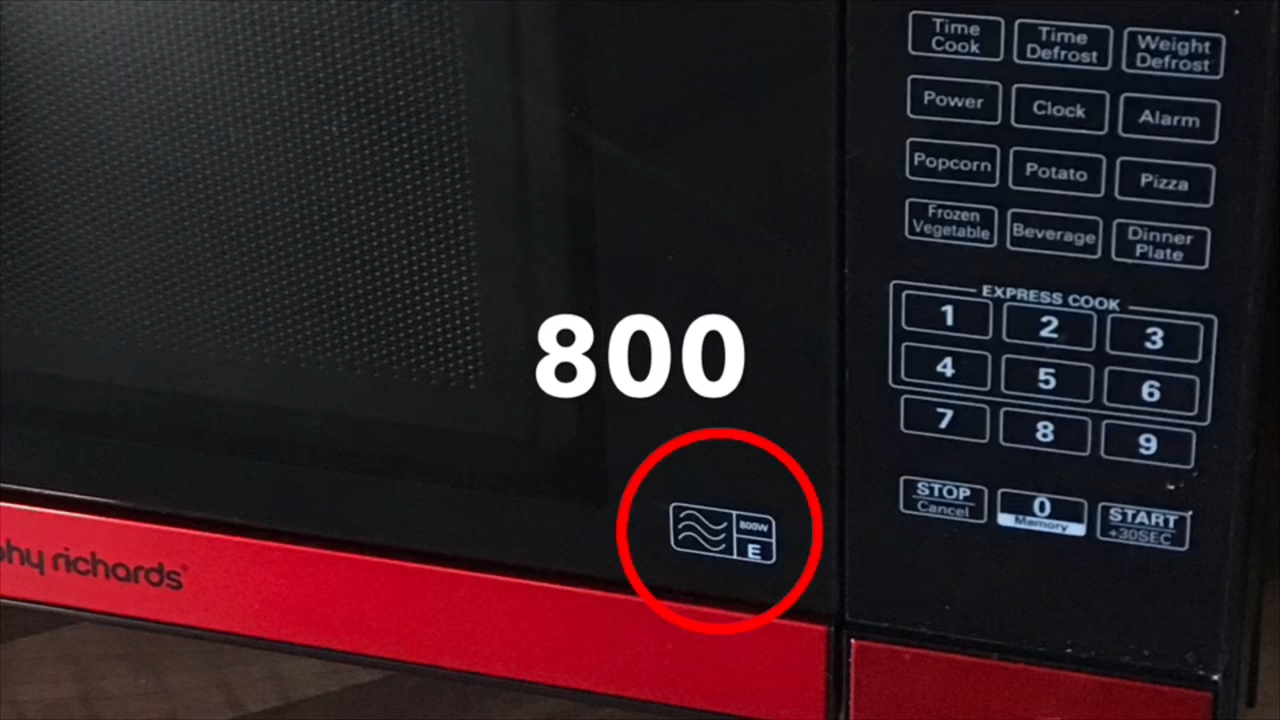 Time
Cook
Time
Defrost
Weight
Defrost
Power
Clock
Alarm
Popcorn
Potato
Pizza
Frozen
Vegetable
Beverage
Dinner
Plate
EXPRESS COOK
1 2 3
4 5 6
7 8 9
STOP
Cancel
0
Memory
START
+30SEC
800
800W
E
phy richards